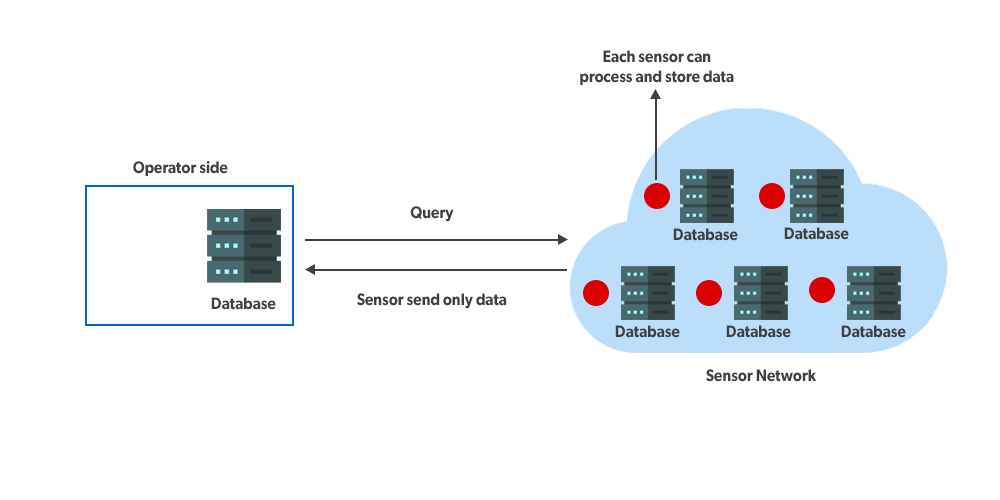 Each sensor can
process and store data
Operator side
Query
Sensor send only data
Database
Database
Database
Database
Database
Database
Sensor Network